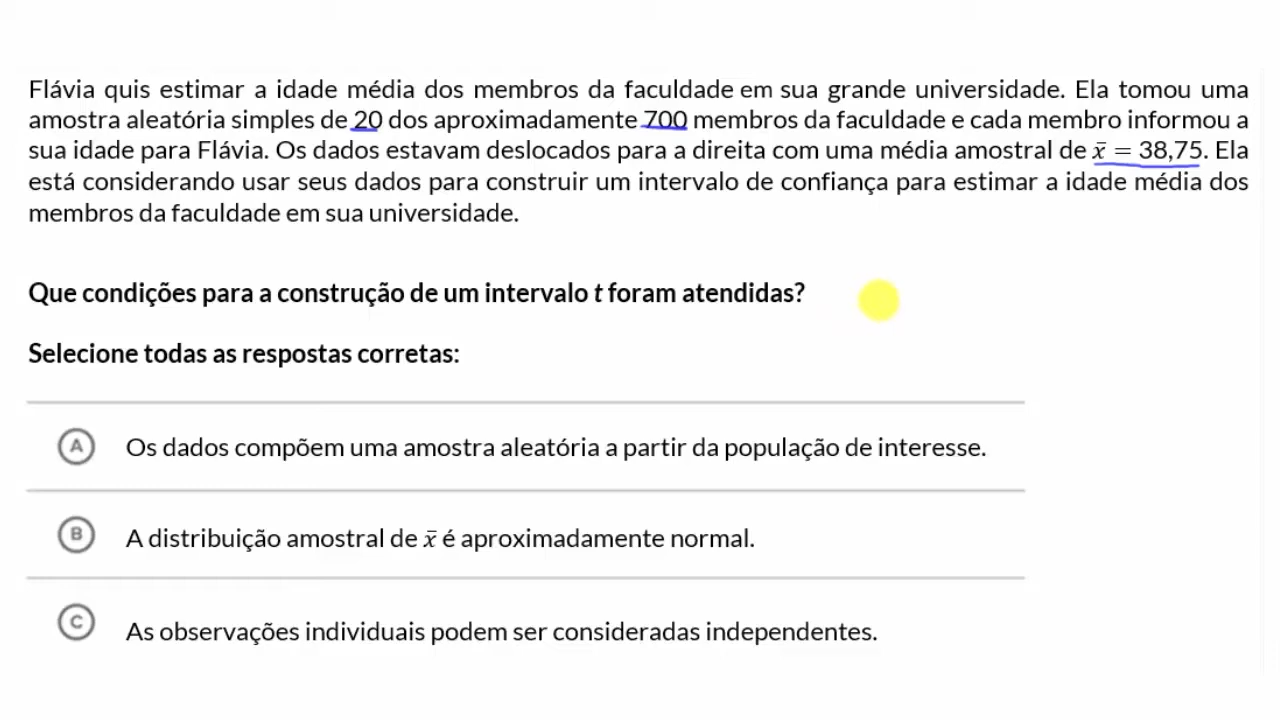 Flávia quis estimar a idade média dos membros da faculdade em sua grande universidade. Ela tomou uma
amostra aleatória simples de 20 dos aproximadamente 700 membros da faculdade e cada membro informou a
sua idade para Flávia. Os dados estavam deslocados para a direita com uma média amostral de x̄ = 38,75. Ela
está considerando usar seus dados para construir um intervalo de confiança para estimar a idade média dos
membros da faculdade em sua universidade.
Que condições para a construção de um intervalo t foram atendidas?
Selecione todas as respostas corretas:
A Os dados compõem uma amostra aleatória a partir da população de interesse.
B A distribuição amostral de x̄ é aproximadamente normal.
C As observações individuais podem ser consideradas independentes.